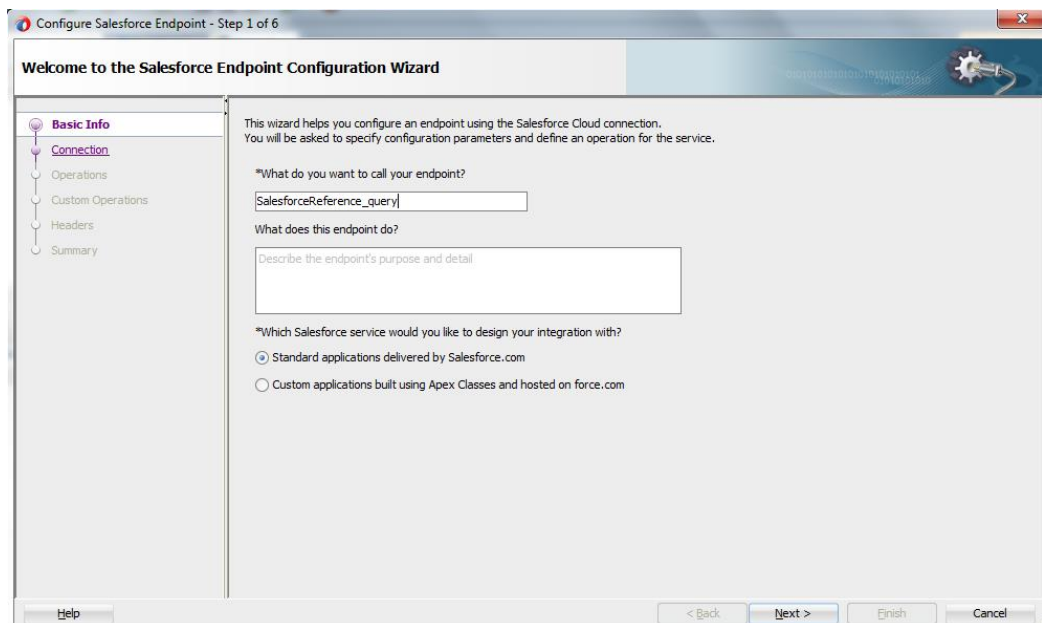 Configure Salesforce Endpoint - Step 1 of 6
Welcome to the Salesforce Endpoint Configuration Wizard
Basic Info
Connection
Operations
Custom Operations
Headers
Summary
This wizard helps you configure an endpoint using the Salesforce Cloud connection.
You will be asked to specify configuration parameters and define an operation for the service.
*What do you want to call your endpoint?
SalesforceReference_query
What does this endpoint do?
Describe the endpoint's purpose and detail
*Which Salesforce service would you like to design your integration with?
Standard applications delivered by Salesforce.com
Custom applications built using Apex Classes and hosted on force.com
Help
< Back
Next >
Finish
Cancel